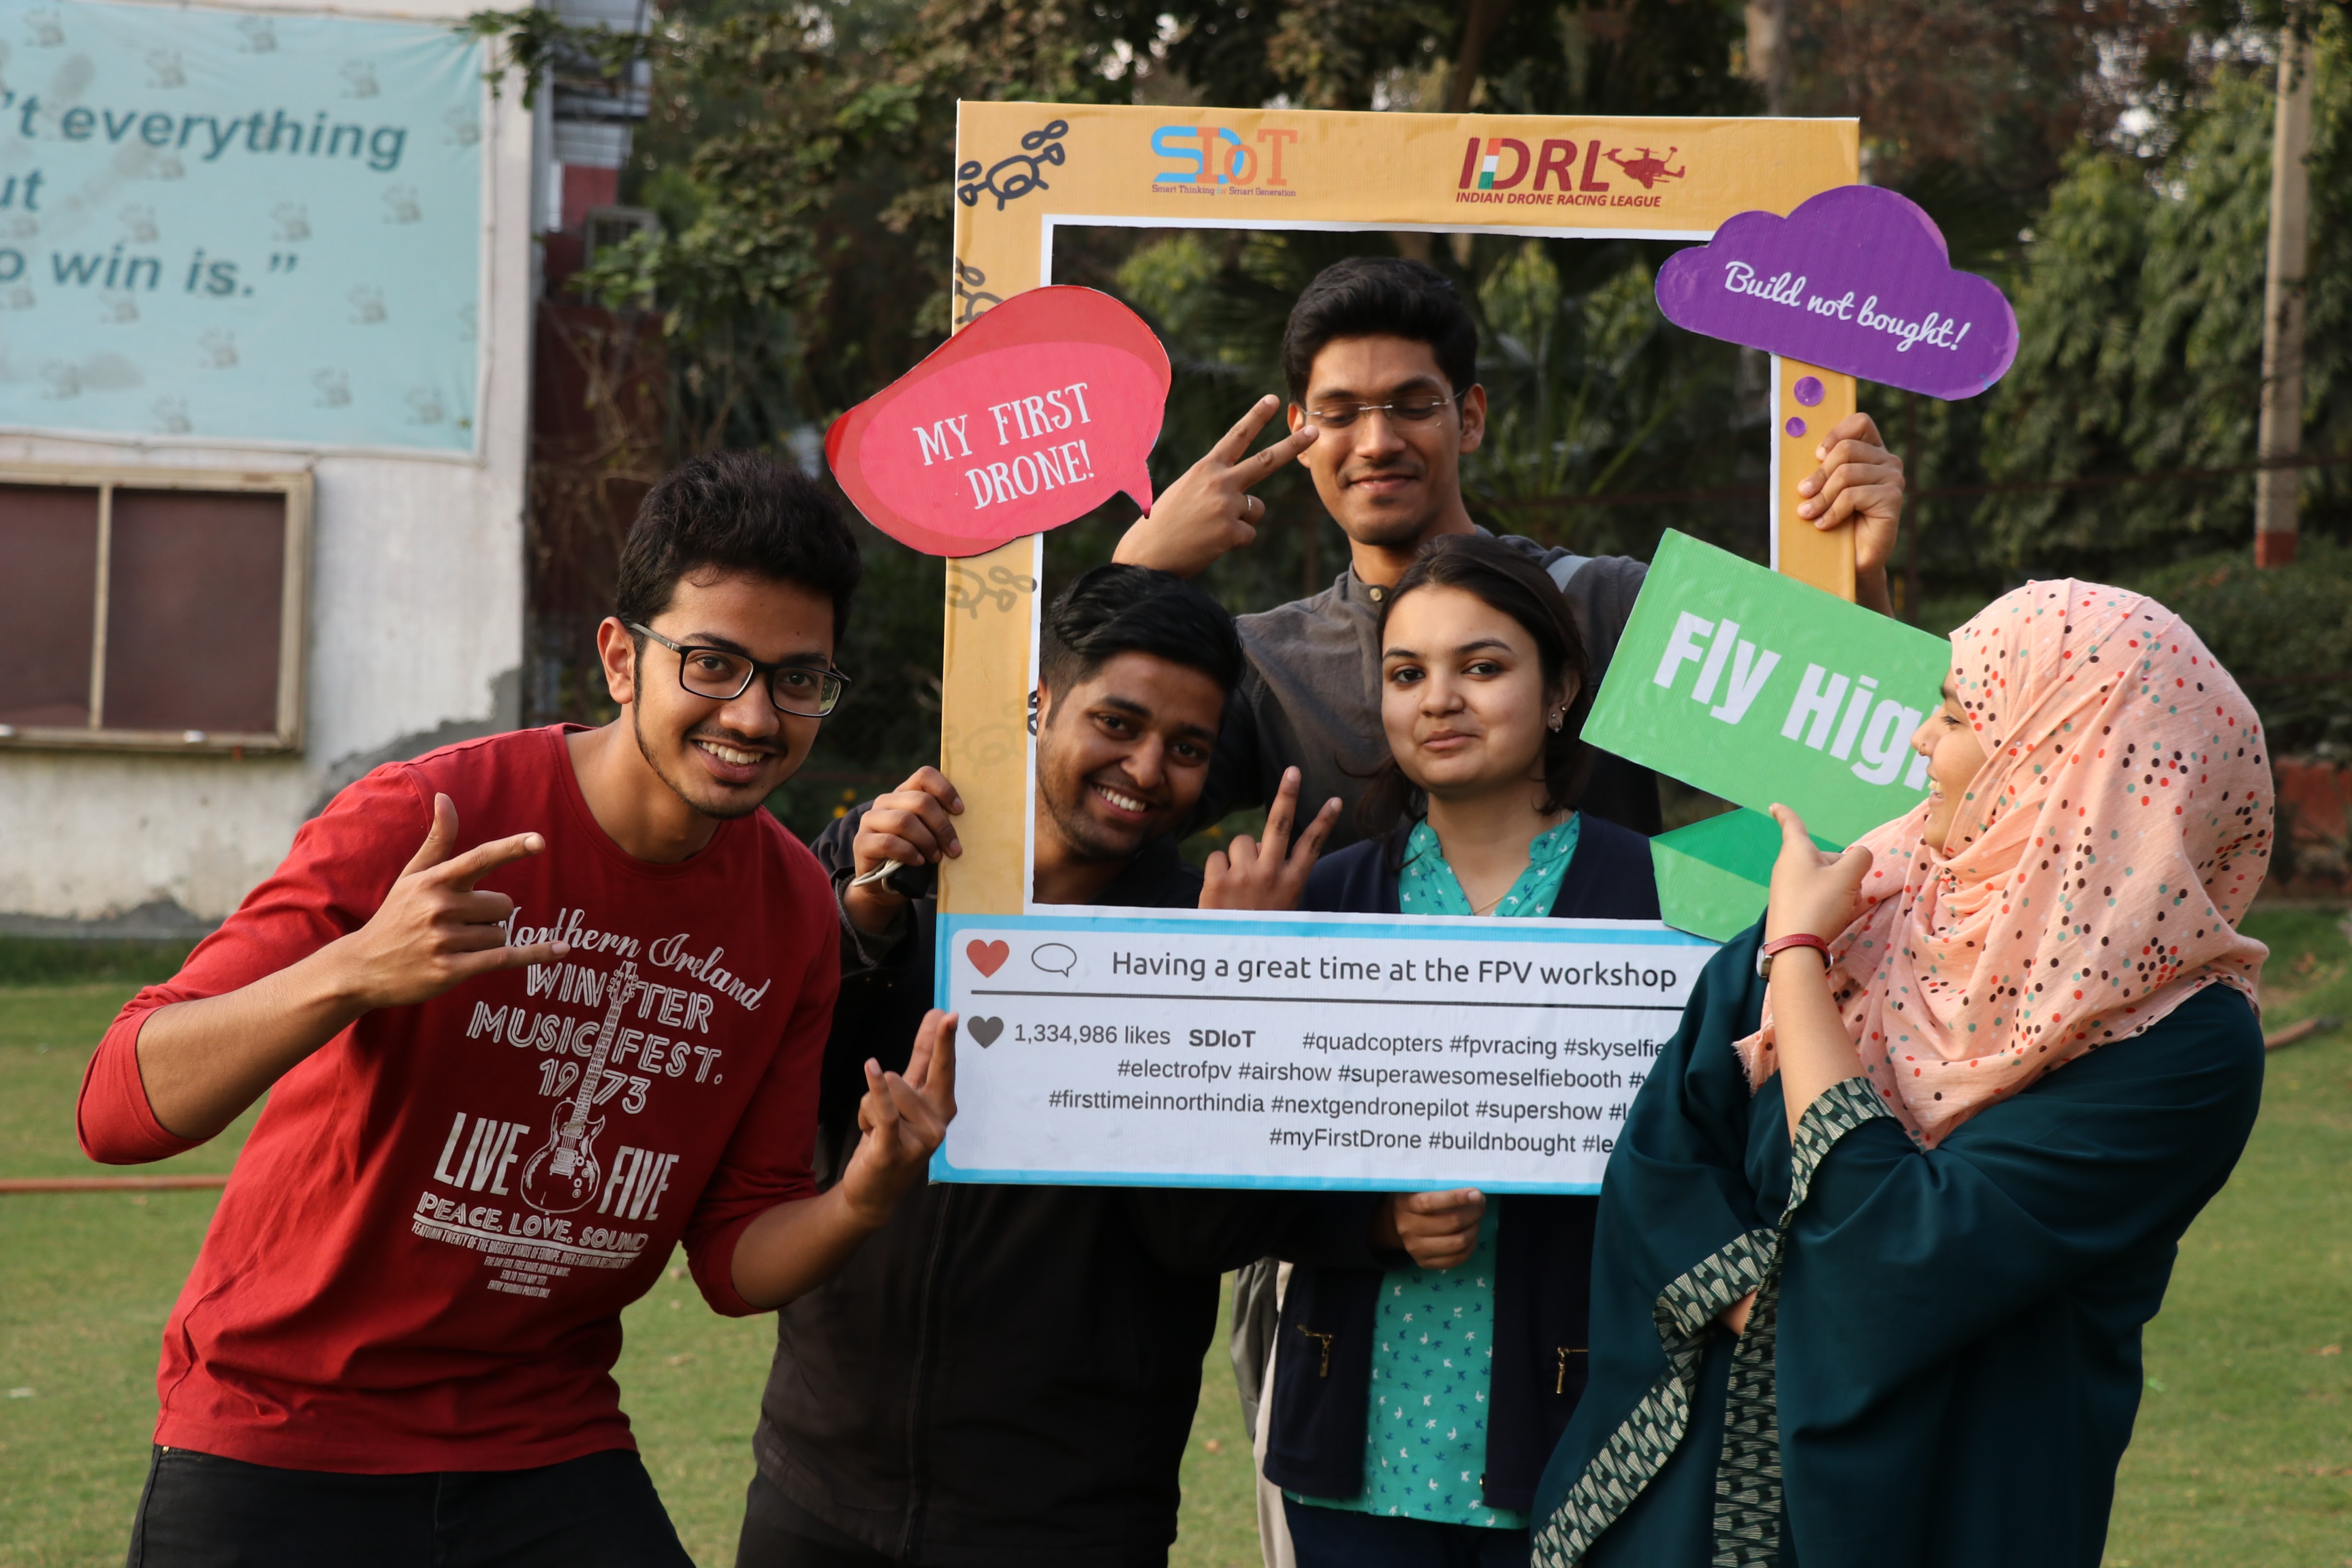 't everything
ut
o win is."
SDIoT
Smart Thinking for Smart Generation
IDRL
INDIAN DRONE RACING LEAGUE
Build not bought!
MY FIRST
DRONE!
Fly High
Having a great time at the FPV workshop
1,334,986 likes SDIoT #quadcopters #fpvracing #skyselfie
#electrofpv #airshow #superawesomeselfiebooth
#firsttimeinnorthindia #nextgendronepilot #supershow
#myFirstDrone #buildnbought #le
Northern Ireland
WINTER
MUSIC FEST.
1973
LIVE FIVE
PEACE. LOVE. SOUND